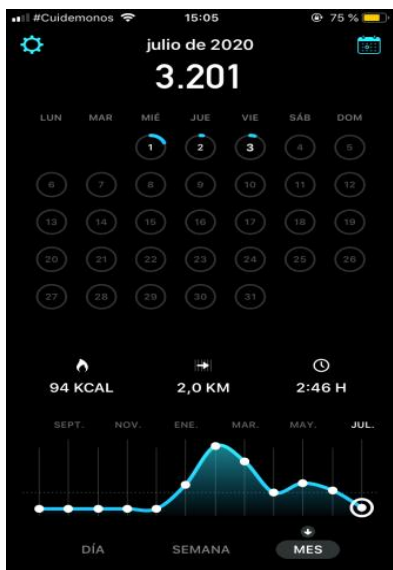 #Cuidemonos 15:05 75 %
julio de 2020
3.201
LUN MAR MIÉ JUE VIE SÁB DOM
1 2 3 4 5
6 7 8 9 10 11 12
13 14 15 16 17 18 19
20 21 22 23 24 25 26
27 28 29 30 31
94 KCAL 2,0 KM 2:46 H
SEPT. NOV. ENE. MAR. MAY. JUL.
DÍA SEMANA MES